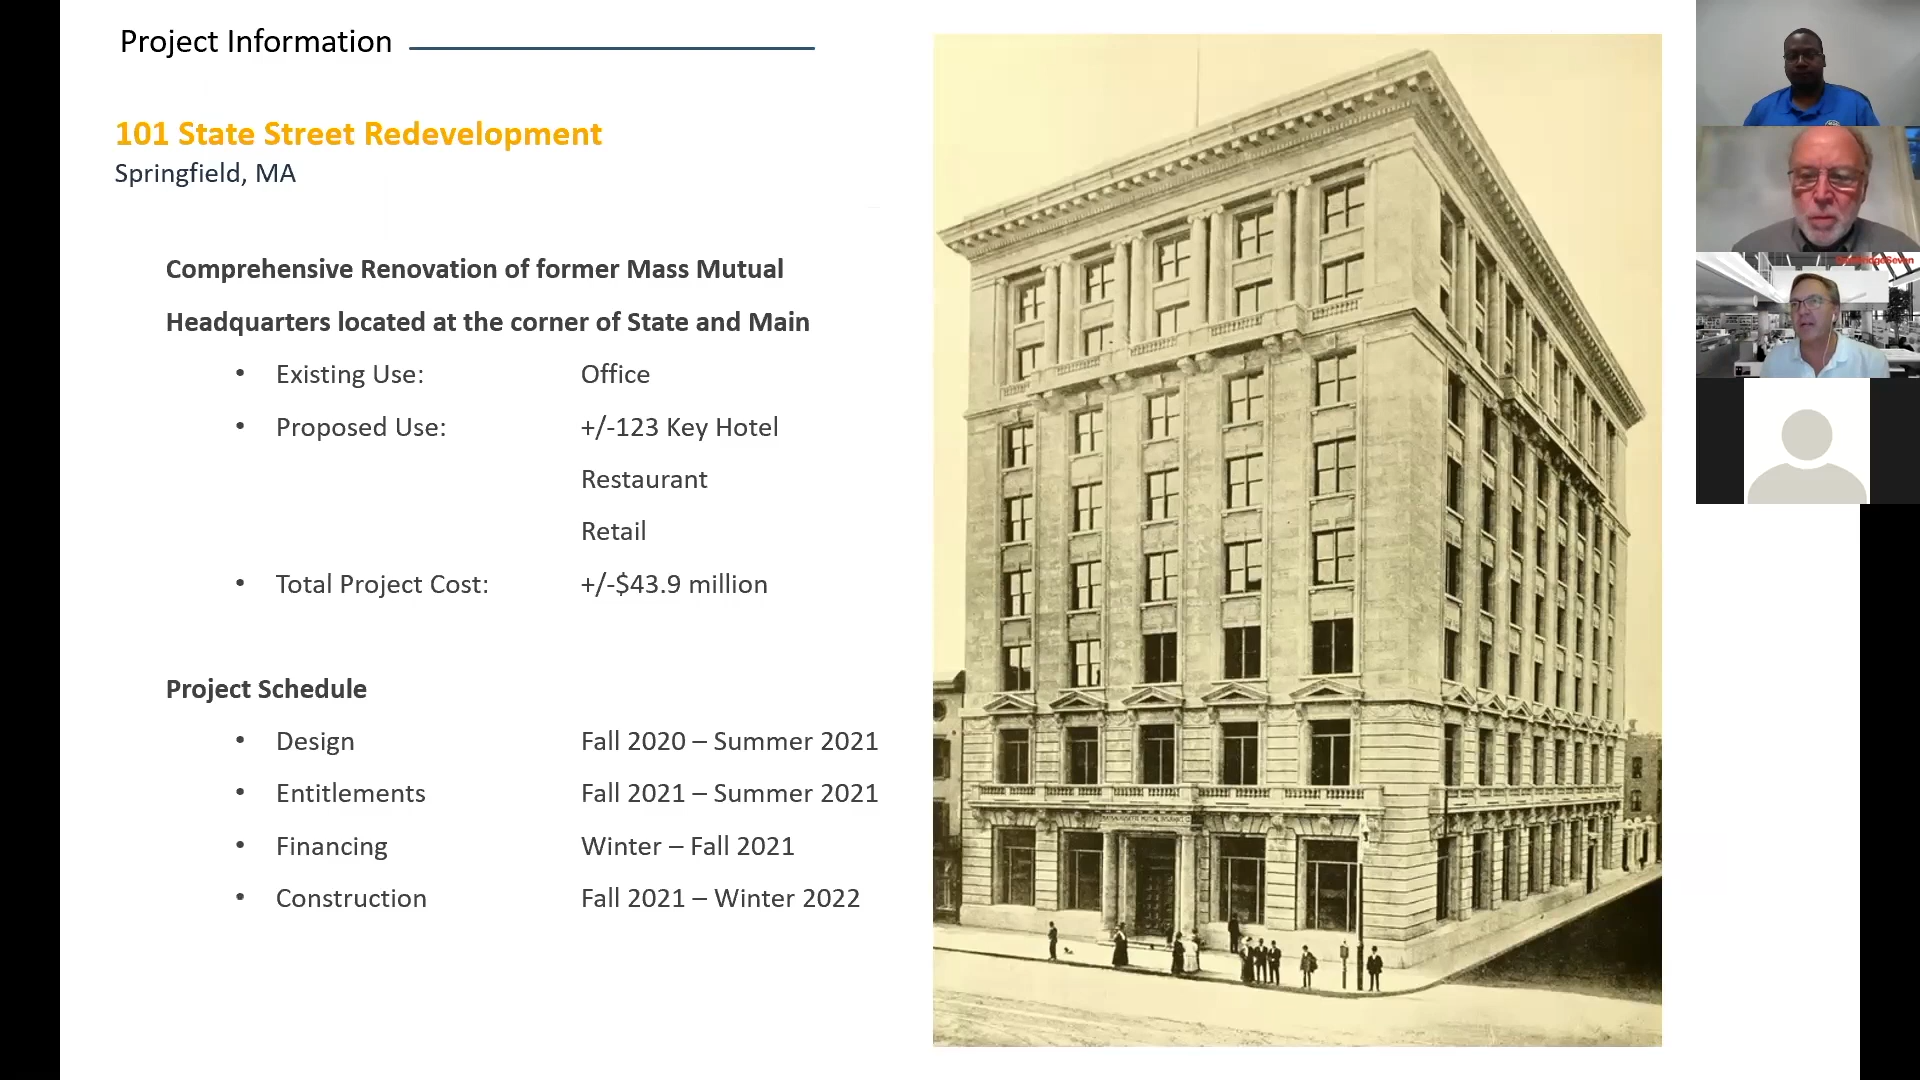 Project Information
101 State Street Redevelopment
Springfield, MA
Comprehensive Renovation of former Mass Mutual
Headquarters located at the corner of State and Main
• Existing Use: Office
• Proposed Use: +/-123 Key Hotel
Restaurant
Retail
• Total Project Cost: +/-$43.9 million
Project Schedule
• Design Fall 2020 – Summer 2021
• Entitlements Fall 2021 – Summer 2021
• Financing Winter – Fall 2021
• Construction Fall 2021 – Winter 2022